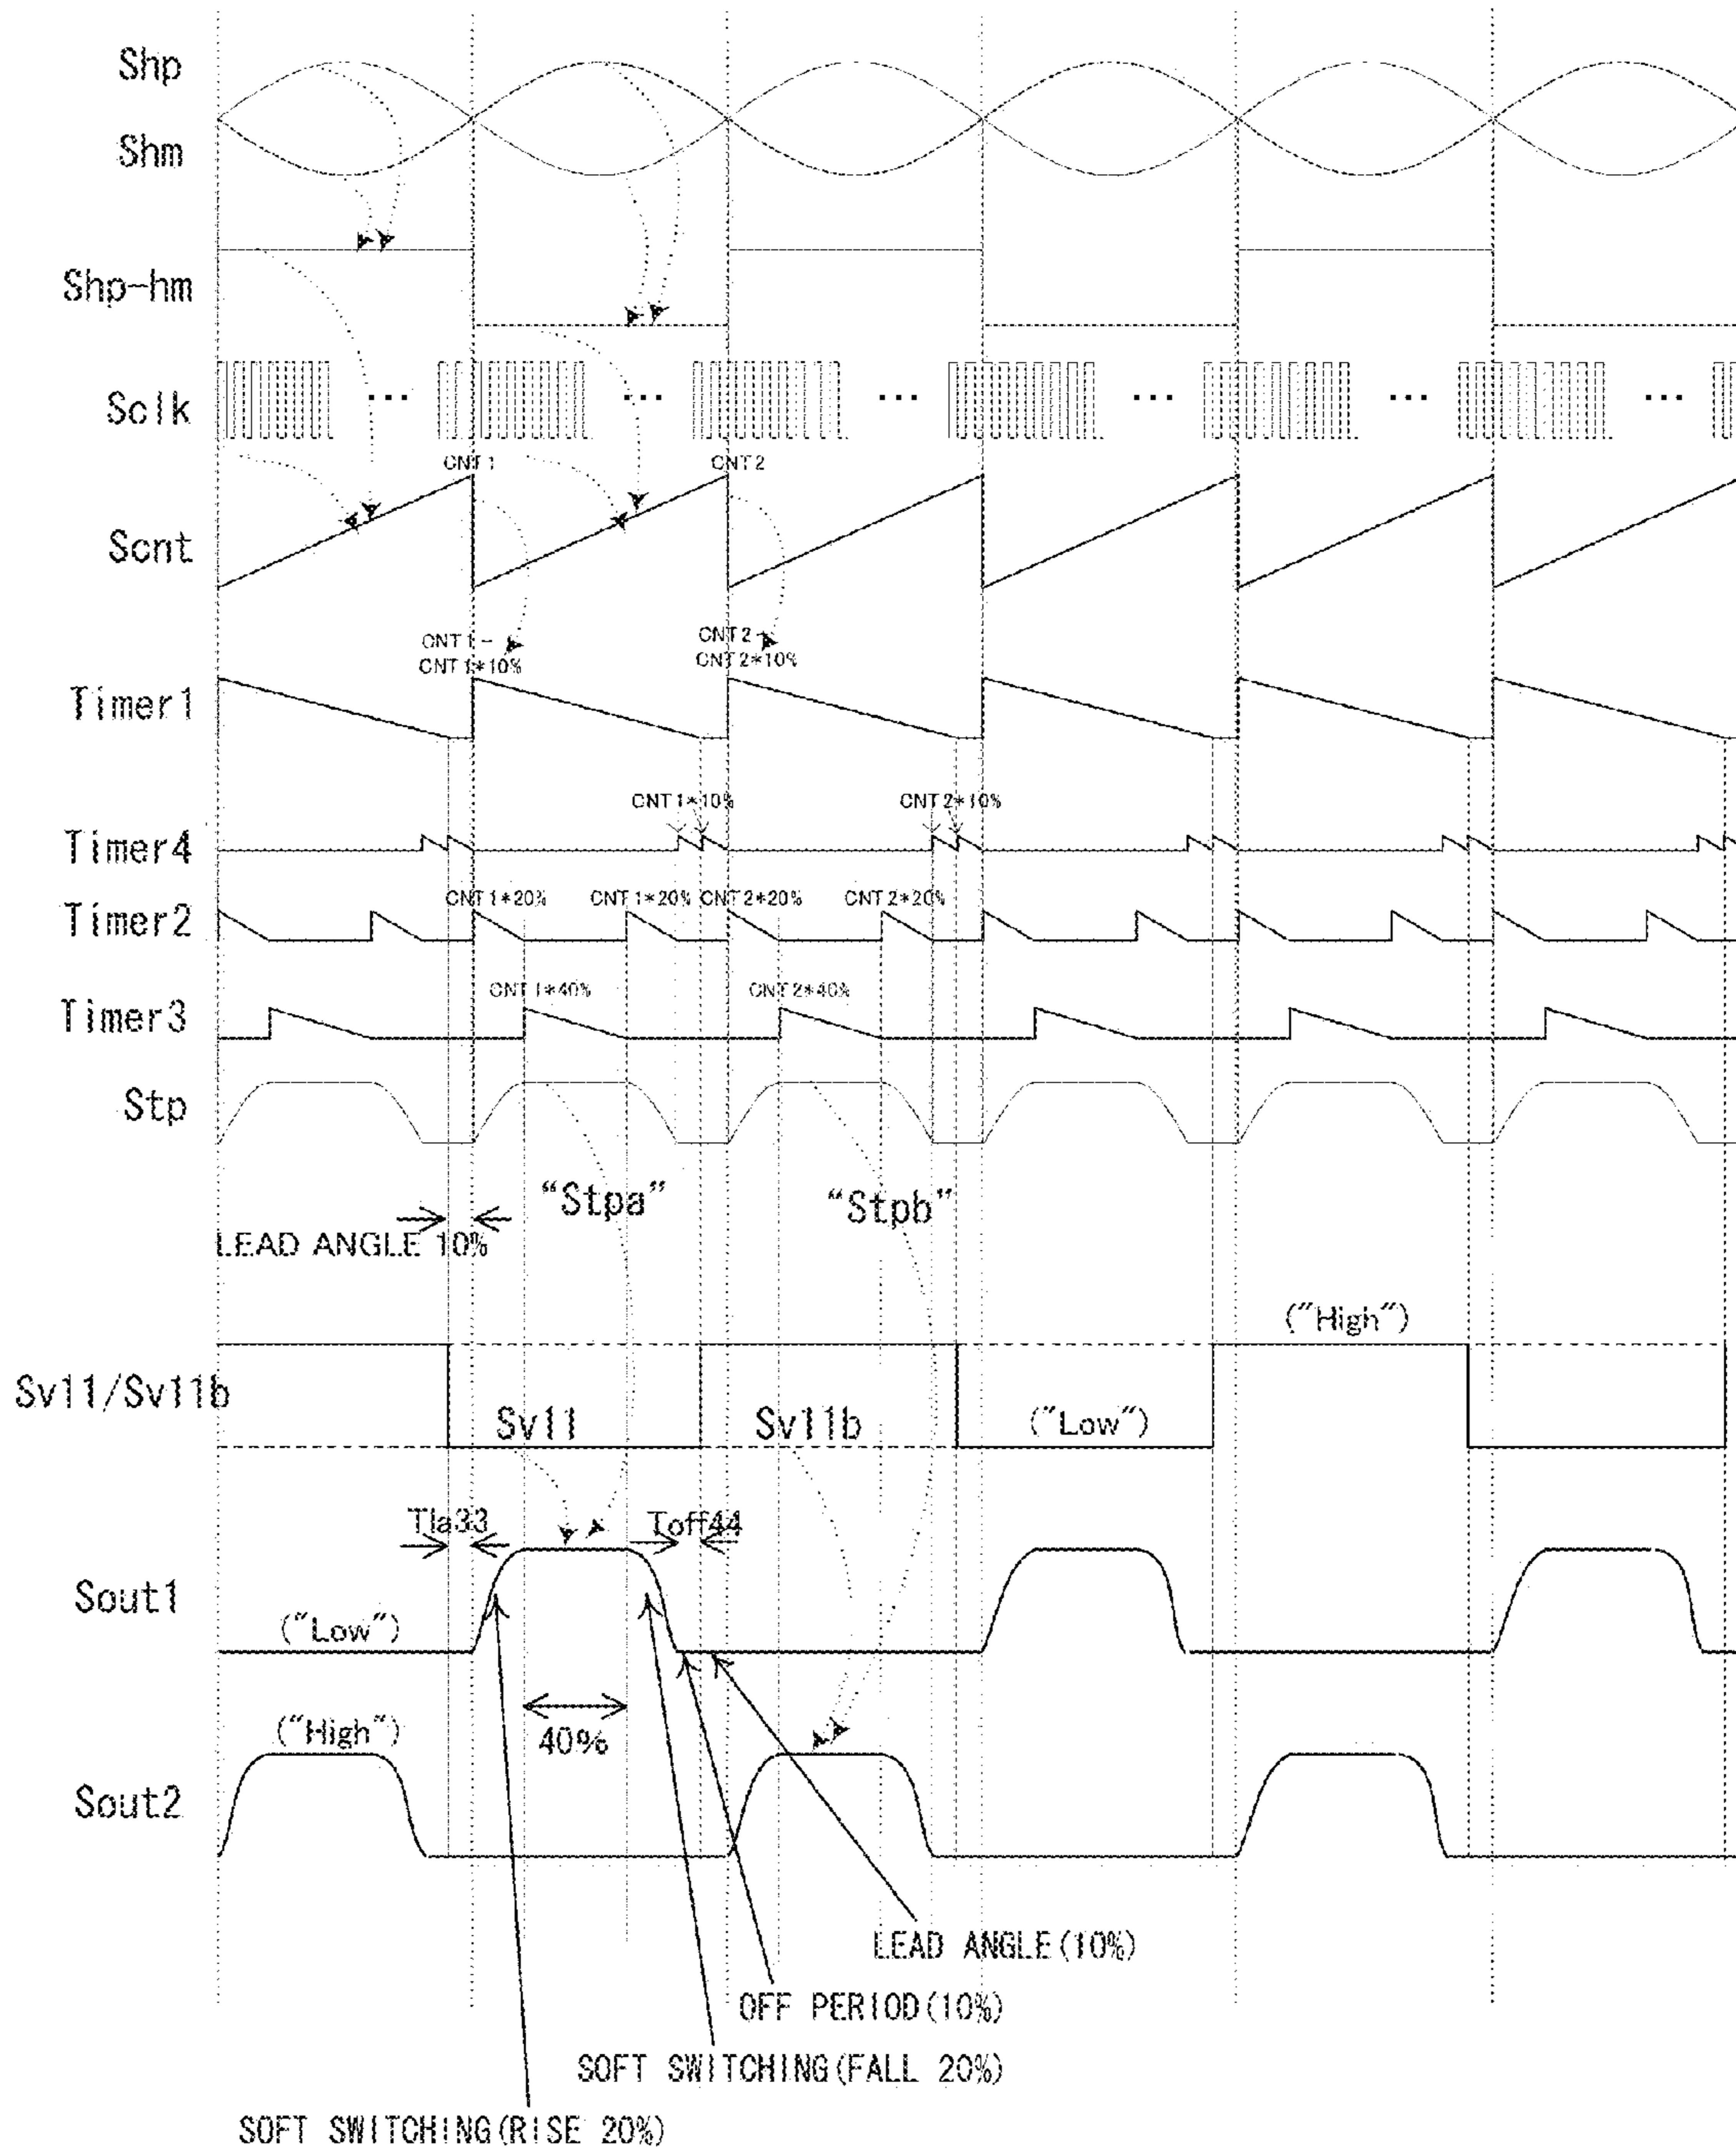 Shp
Shm
Shp-hm
Sclk
... ... ... ... ... ...
CNT1 CNT2
Scnt
CNT1- CNT2-
CNT1*10% CNT2*10%
Timer1
CNT1*10% CNT2*10%
Timer4
CNT1*20% CNT1*20% CNT2*20% CNT2*20%
Timer2
CNT1*40% CNT2*40%
Timer3
Stp
"Stpa" "Stpb"
LEAD ANGLE 10%
("High")
Sv11/Sv11b
Sv11 Sv11b ("Low")
Tla33 Toff44
Sout1
("Low")
("High")
40%
Sout2
LEAD ANGLE(10%)
OFF PERIOD(10%)
SOFT SWITCHING(FALL 20%)
SOFT SWITCHING(RISE 20%)